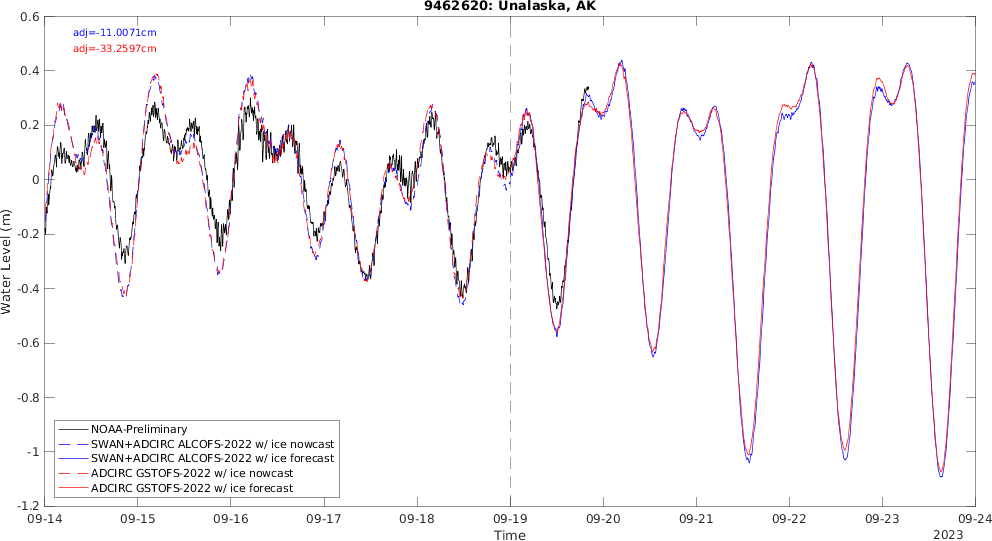 9462620: Unalaska, AK
adj=-11.0071cm
adj=-33.2597cm
0.6
0.4
0.2
0
-0.2
-0.4
-0.6
-0.8
-1
-1.2
Water Level (m)
NOAA-Preliminary
SWAN+ADCIRC ALCOFS-2022 w/ ice nowcast
SWAN+ADCIRC ALCOFS-2022 w/ ice forecast
ADCIRC GSTOFS-2022 w/ ice nowcast
ADCIRC GSTOFS-2022 w/ ice forecast
09-14 09-15 09-16 09-17 09-18 09-19 09-20 09-21 09-22 09-23 09-24
Time
2023